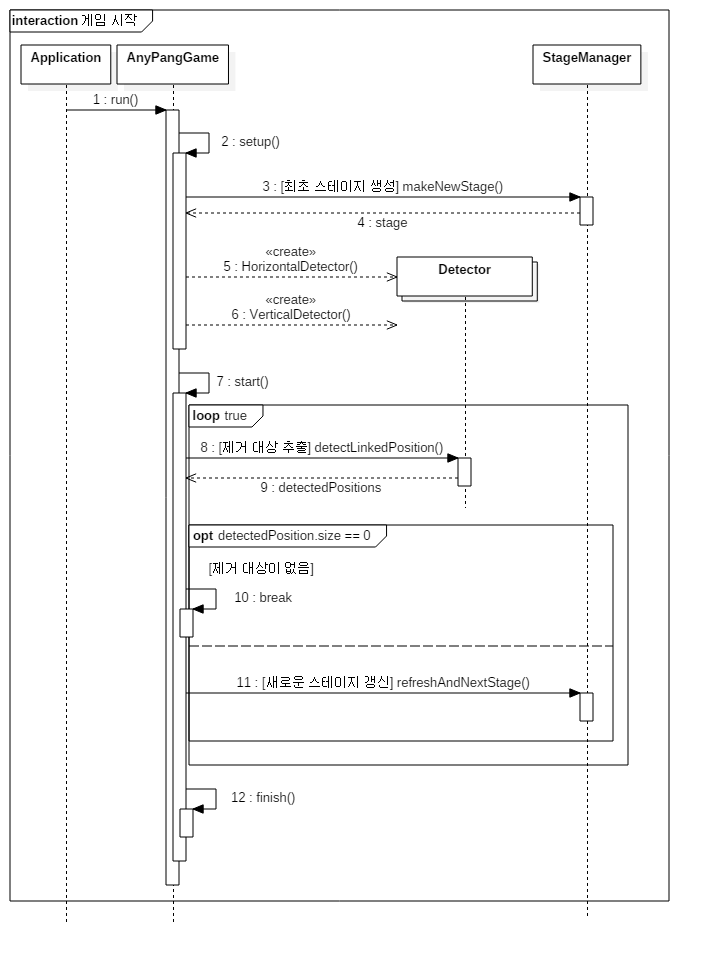 interaction 게임 시작
Application
AnyPangGame
StageManager
1 : run()
2 : setup()
3 : [최초 스테이지 생성] makeNewStage()
4 : stage
«create»
5 : HorizontalDetector()
Detector
«create»
6 : VerticalDetector()
7 : start()
loop true
8 : [제거 대상 추출] detectLinkedPosition()
9 : detectedPositions
opt detectedPosition.size == 0
[제거 대상이 없음]
10 : break
11 : [새로운 스테이지 갱신] refreshAndNextStage()
12 : finish()